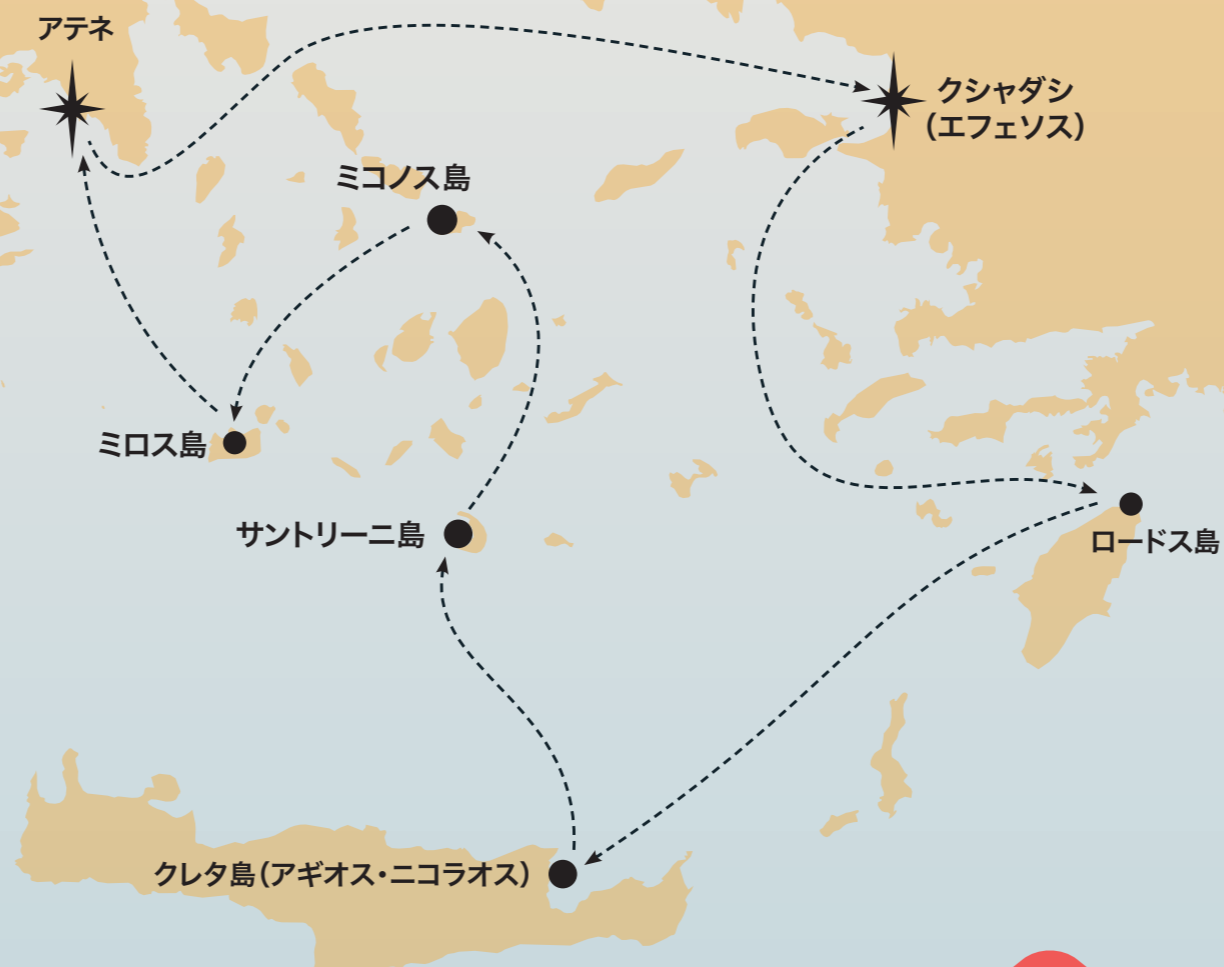 アテネ
クシャダシ
（エフェソス）
ミコノス島
ミロス島
サントリーニ島
ロードス島
クレタ島（アギオス・ニコラオス）